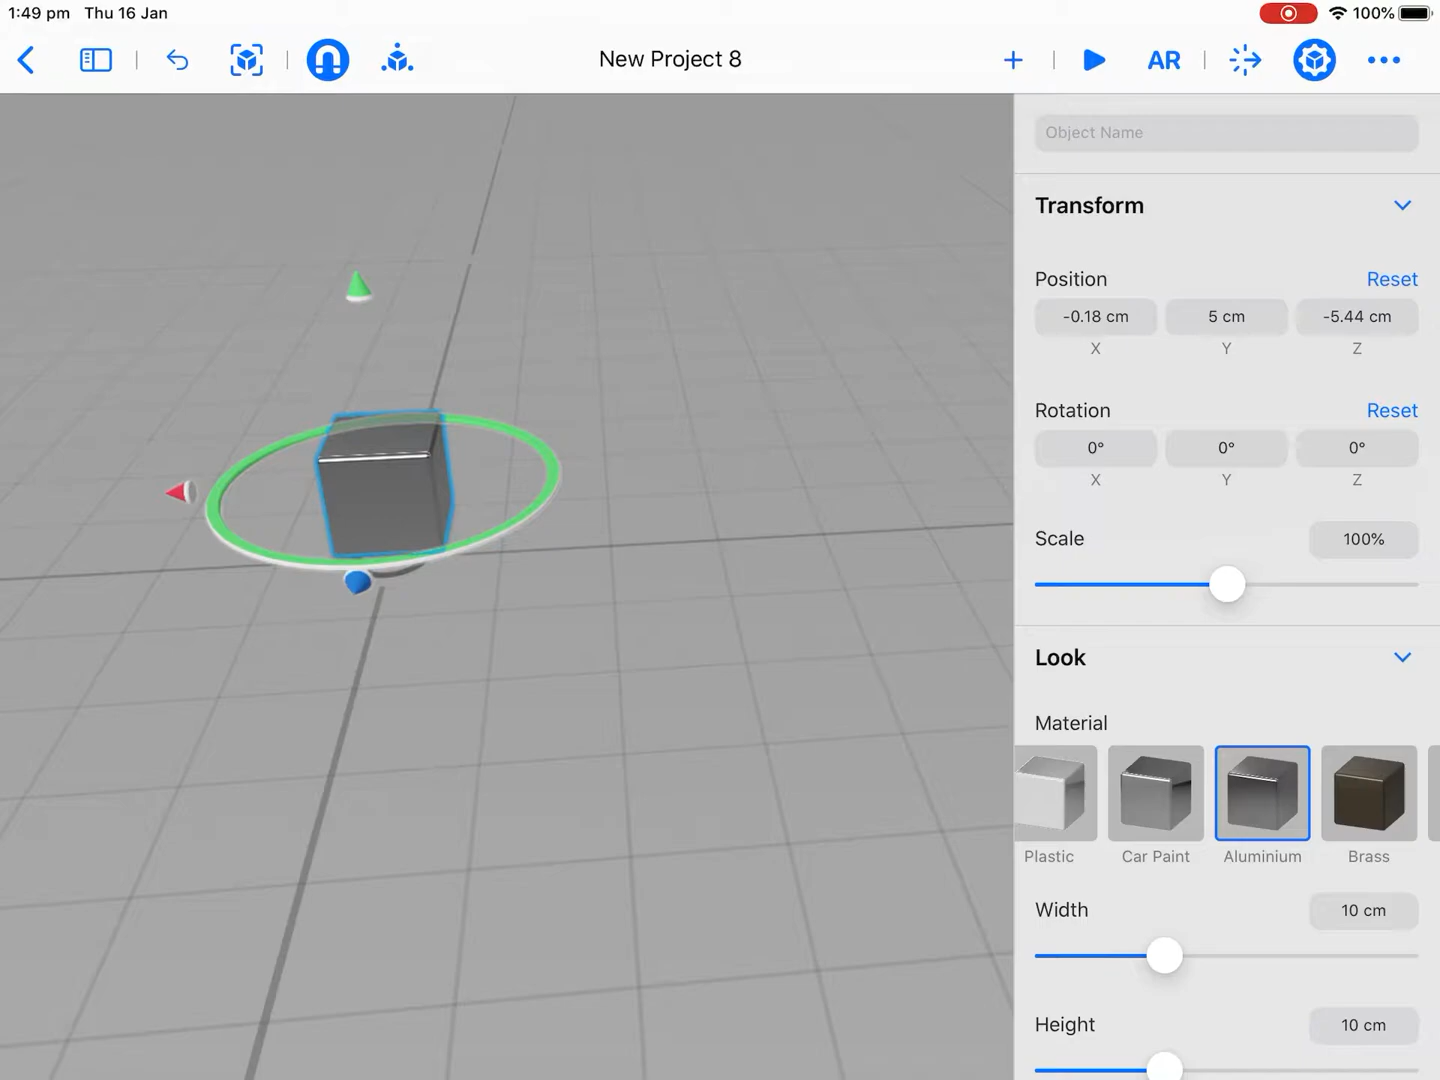 1:49 pm Thu 16 Jan
100%
New Project 8
AR
Object Name
Transform
Position Reset
-0.18 cm 5 cm -5.44 cm
X Y Z
Rotation Reset
0° 0° 0°
X Y Z
Scale 100%
Look
Material
Plastic Car Paint Aluminium Brass
Width 10 cm
Height 10 cm